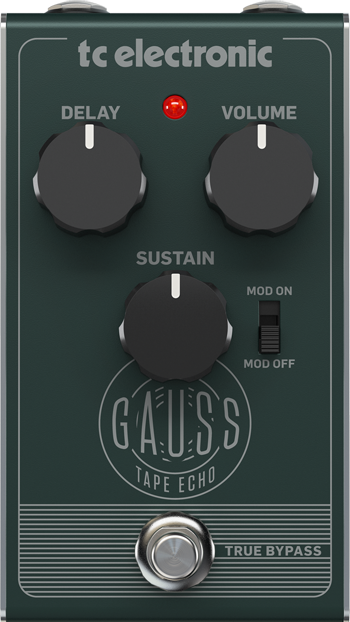 tc electronic
DELAY
VOLUME
SUSTAIN
MOD ON
MOD OFF
GAUSS
TAPE ECHO
TRUE BYPASS